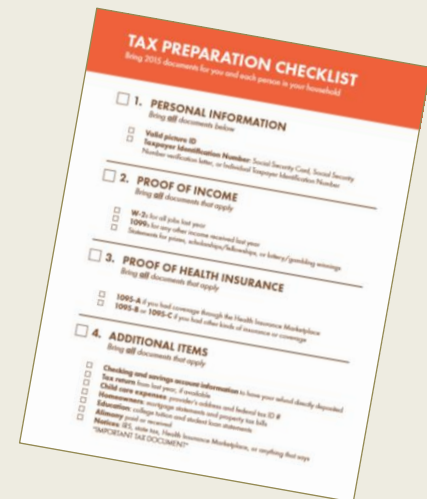 TAX PREPARATION CHECKLIST
Bring 2015 documents for you and each person is your household
1. PERSONAL INFORMATION
Bring all documents below
Valid picture ID
Taxpayer Identification Number: Social Security Card, Social Security
Number verification letter, or Individual Taxpayer Identification Number
2. PROOF OF INCOME
Bring all documents that apply
W-2s for all jobs last year
1099s for any other income received last year
Statements for prizes, scholarships/fellowships, or lottery/gambling winnings
3. PROOF OF HEALTH INSURANCE
Bring all documents that apply
1095-A if you had coverage through the Health Insurance Marketplace
1095-B or 1095-C if you had other kinds of insurance or coverage
4. ADDITIONAL ITEMS
Bring all documents that apply
Checking and savings account information to have your refund directly deposited
Tax return from last year, if available
Child care expenses: provider's address and federal tax ID #
Homeowners: mortgage statements and property tax bills
Education: college tuition and student loan statements
Alimony paid or received
Notices: IRS, state tax, Health Insurance Marketplace, or anything that says
"IMPORTANT TAX DOCUMENT"